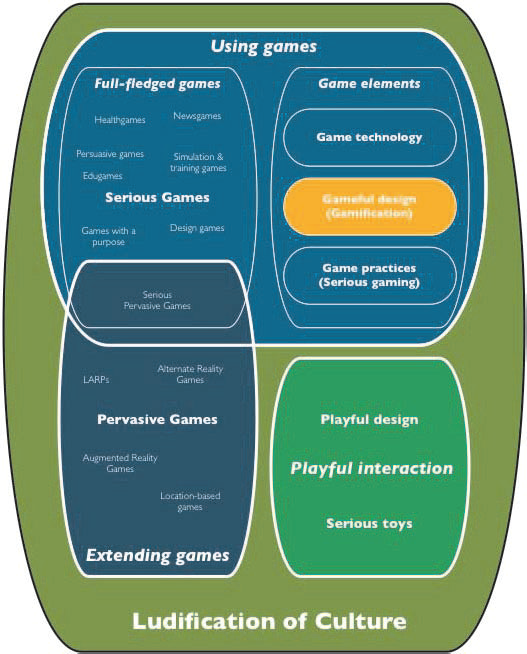 Using games
Full-fledged games
Healthgames
Newsgames
Persuasive games
Simulation &
training games
Edugames
Serious Games
Games with a
purpose
Design games
Serious
Pervasive Games
Game elements
Game technology
Gameful design
(Gamification)
Game practices
(Serious gaming)
LARPs
Alternate Reality
Games
Pervasive Games
Augmented Reality
Games
Location-based
games
Extending games
Playful design
Playful interaction
Serious toys
Ludification of Culture